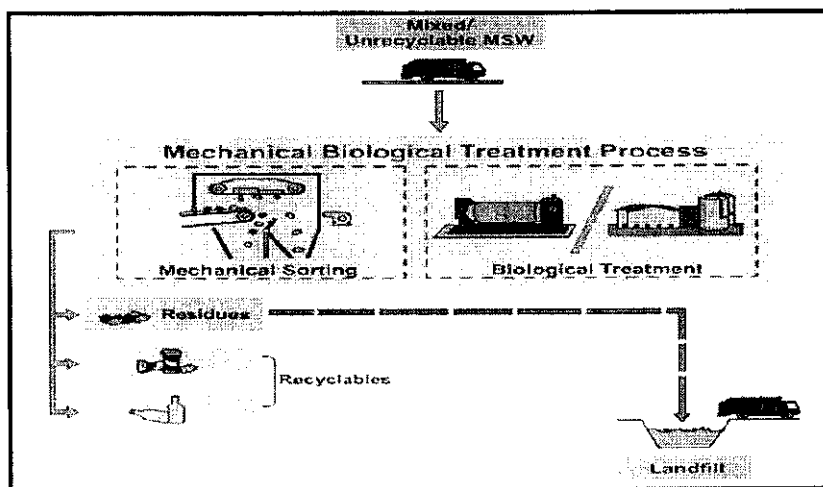 Mixed/
Unrecyclable MSW
Mechanical Biological Treatment Process
Mechanical Sorting
Biological Treatment
Residues
Recyclables
Landfill